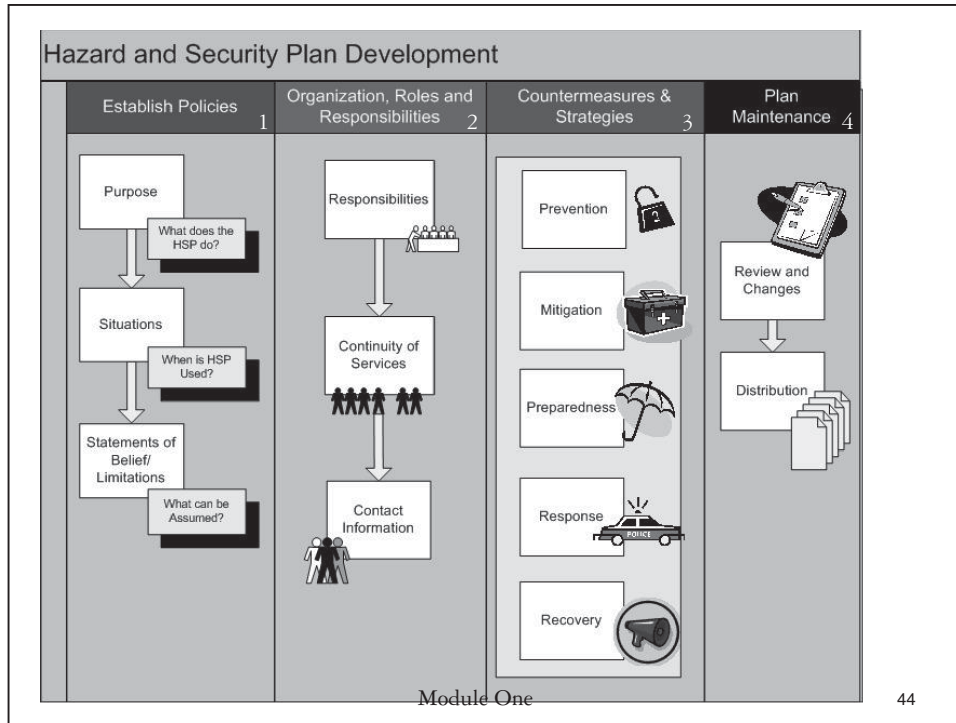 Hazard and Security Plan Development
Establish Policies
1
Purpose
What does the
HSP do?
Situations
When is HSP
Used?
Statements of
Belief/
Limitations
What can be
Assumed?
Organization, Roles and
Responsibilities
2
Responsibilities
Continuity of
Services
Contact
Information
Countermeasures &
Strategies
3
Prevention
Mitigation
Preparedness
Response
POLICE
Recovery
Plan
Maintenance
4
Review and
Changes
Distribution
Module One
44